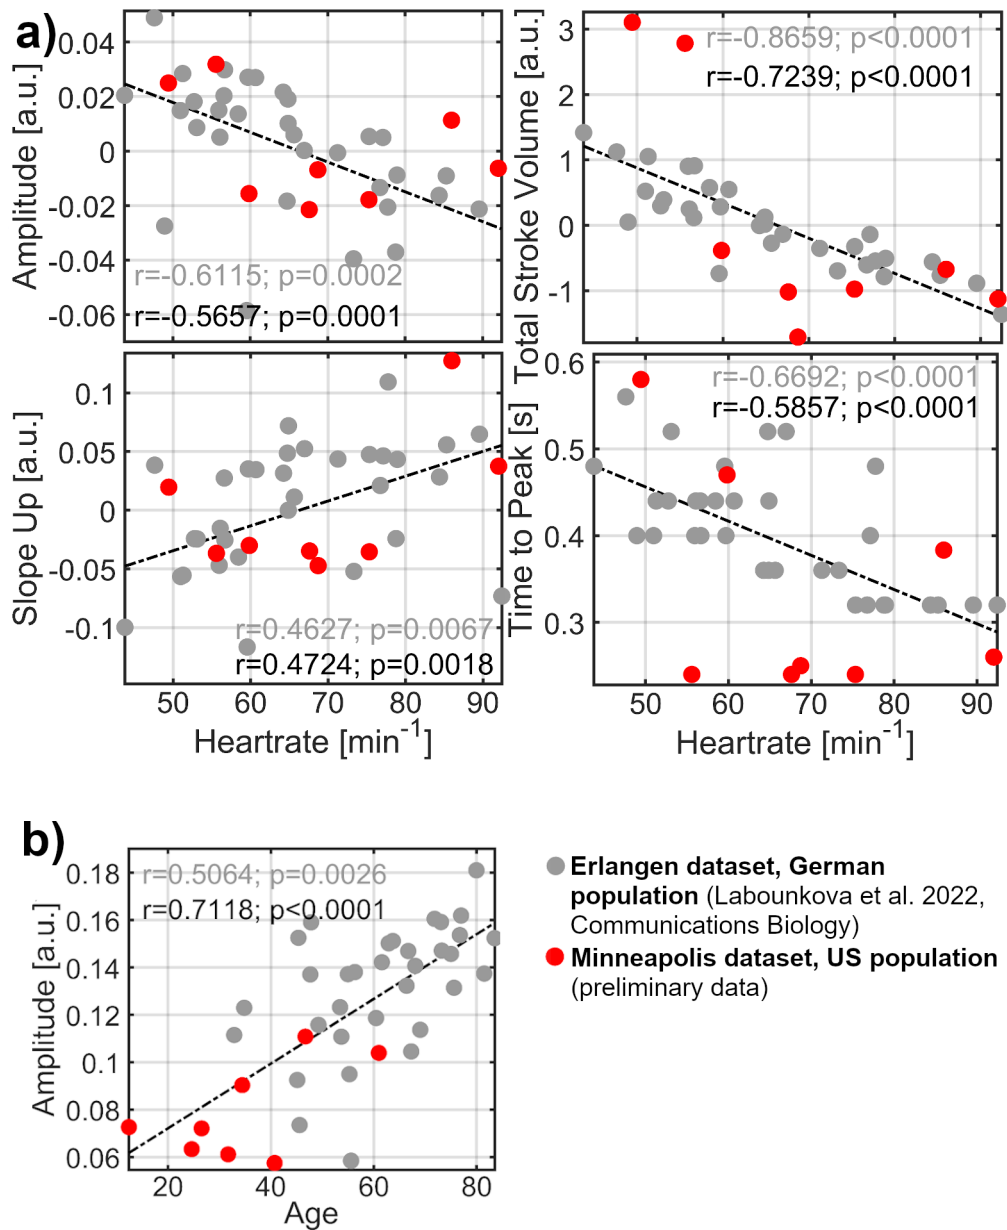 a)
Amplitude [a.u.]
0.04
0.02
0
-0.02
-0.04
-0.06
r=-0.6115; p=0.0002
r=-0.5657; p=0.0001
Total Stroke Volume [a.u.]
3
2
1
0
-1
r=-0.8659; p<0.0001
r=-0.7239; p<0.0001
Slope Up [a.u.]
0.1
0.05
0
-0.05
-0.1
r=0.4627; p=0.0067
r=0.4724; p=0.0018
50 60 70 80 90
Heartrate [min-1]
Time to Peak [s]
0.6
0.5
0.4
0.3
r=-0.6692; p<0.0001
r=-0.5857; p<0.0001
50 60 70 80 90
Heartrate [min-1]
b)
Amplitude [a.u.]
0.18
0.16
0.14
0.12
0.1
0.08
0.06
r=0.5064; p=0.0026
r=0.7118; p<0.0001
20 40 60 80
Age
Erlangen dataset, German
population (Labounkova et al. 2022,
Communications Biology)
Minneapolis dataset, US population
(preliminary data)